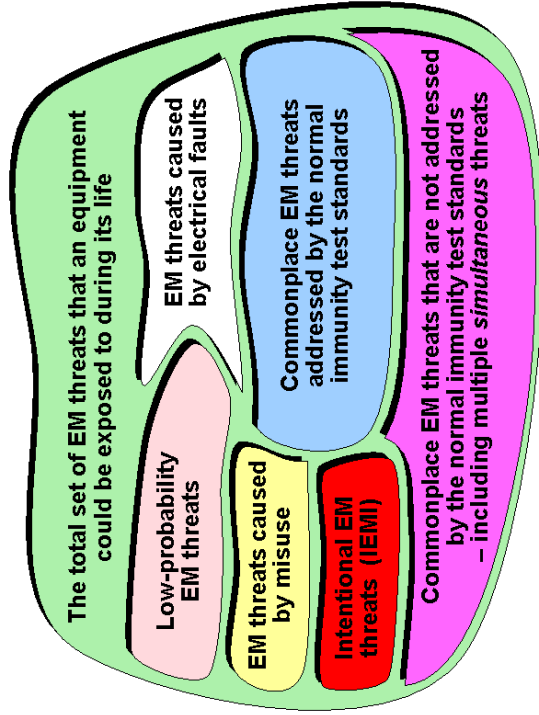 The total set of EM threats that an equipment
could be exposed to during its life
Low-probability
EM threats
EM threats caused
by electrical faults
EM threats caused
by misuse
Commonplace EM threats
addressed by the normal
immunity test standards
Intentional EM
threats (IEMI)
Commonplace EM threats that are not addressed
by the normal immunity test standards
– including multiple simultaneous threats